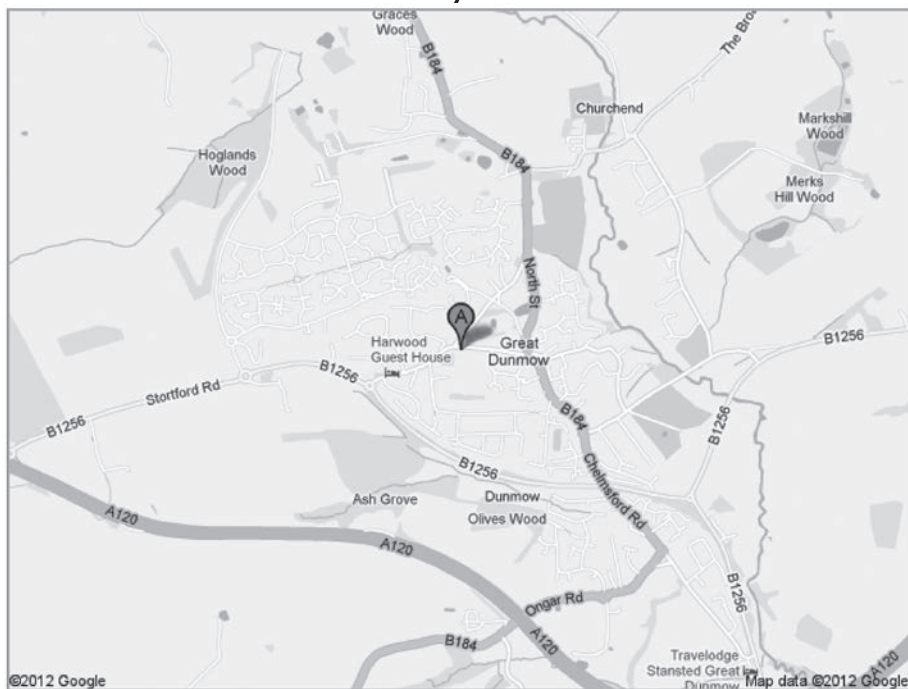 Graces
Wood
B184
The Bro
Churchend
Markshill
Wood
Hoglands
Wood
B184
Merks
Hill Wood
North St
A
Harwood
Guest House
Great
Dunmow
B1256
B1256
Stortford Rd
B1256
B184
B1256
B1256
Chelmsford Rd
Ash Grove
Dunmow
Olives Wood
A120
A120
B1256
Ongar Rd
A120
B184
Travelodge
Stansted Great
Dunmow
A120
©2012 Google
Map data ©2012 Google